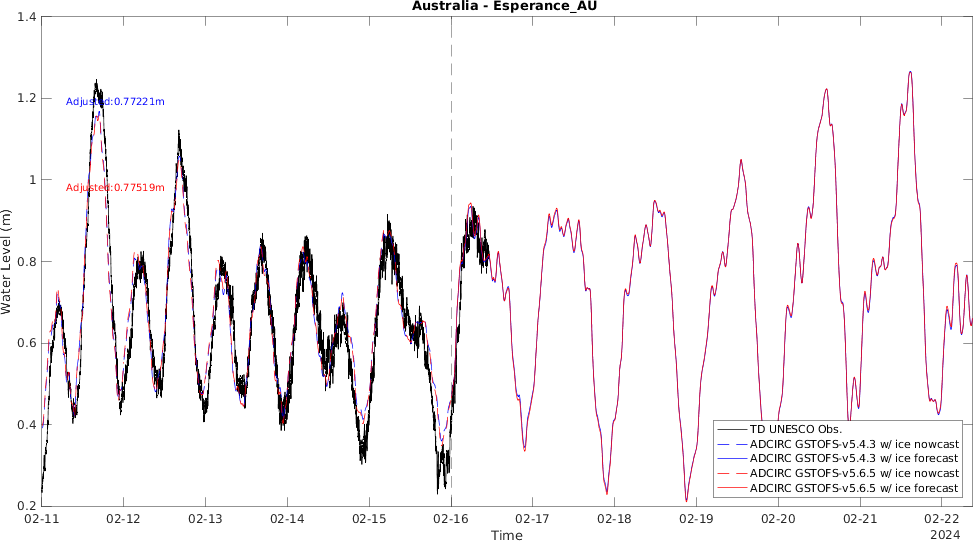 Australia - Esperance_AU
1.4
1.2
1
0.8
0.6
0.4
0.2
Water Level (m)
Adjusted:0.77221m
Adjusted:0.77519m
TD UNESCO Obs.
ADCIRC GSTOFS-v5.4.3 w/ ice nowcast
ADCIRC GSTOFS-v5.4.3 w/ ice forecast
ADCIRC GSTOFS-v5.6.5 w/ ice nowcast
ADCIRC GSTOFS-v5.6.5 w/ ice forecast
02-11 02-12 02-13 02-14 02-15 02-16 02-17 02-18 02-19 02-20 02-21 02-22
Time
2024